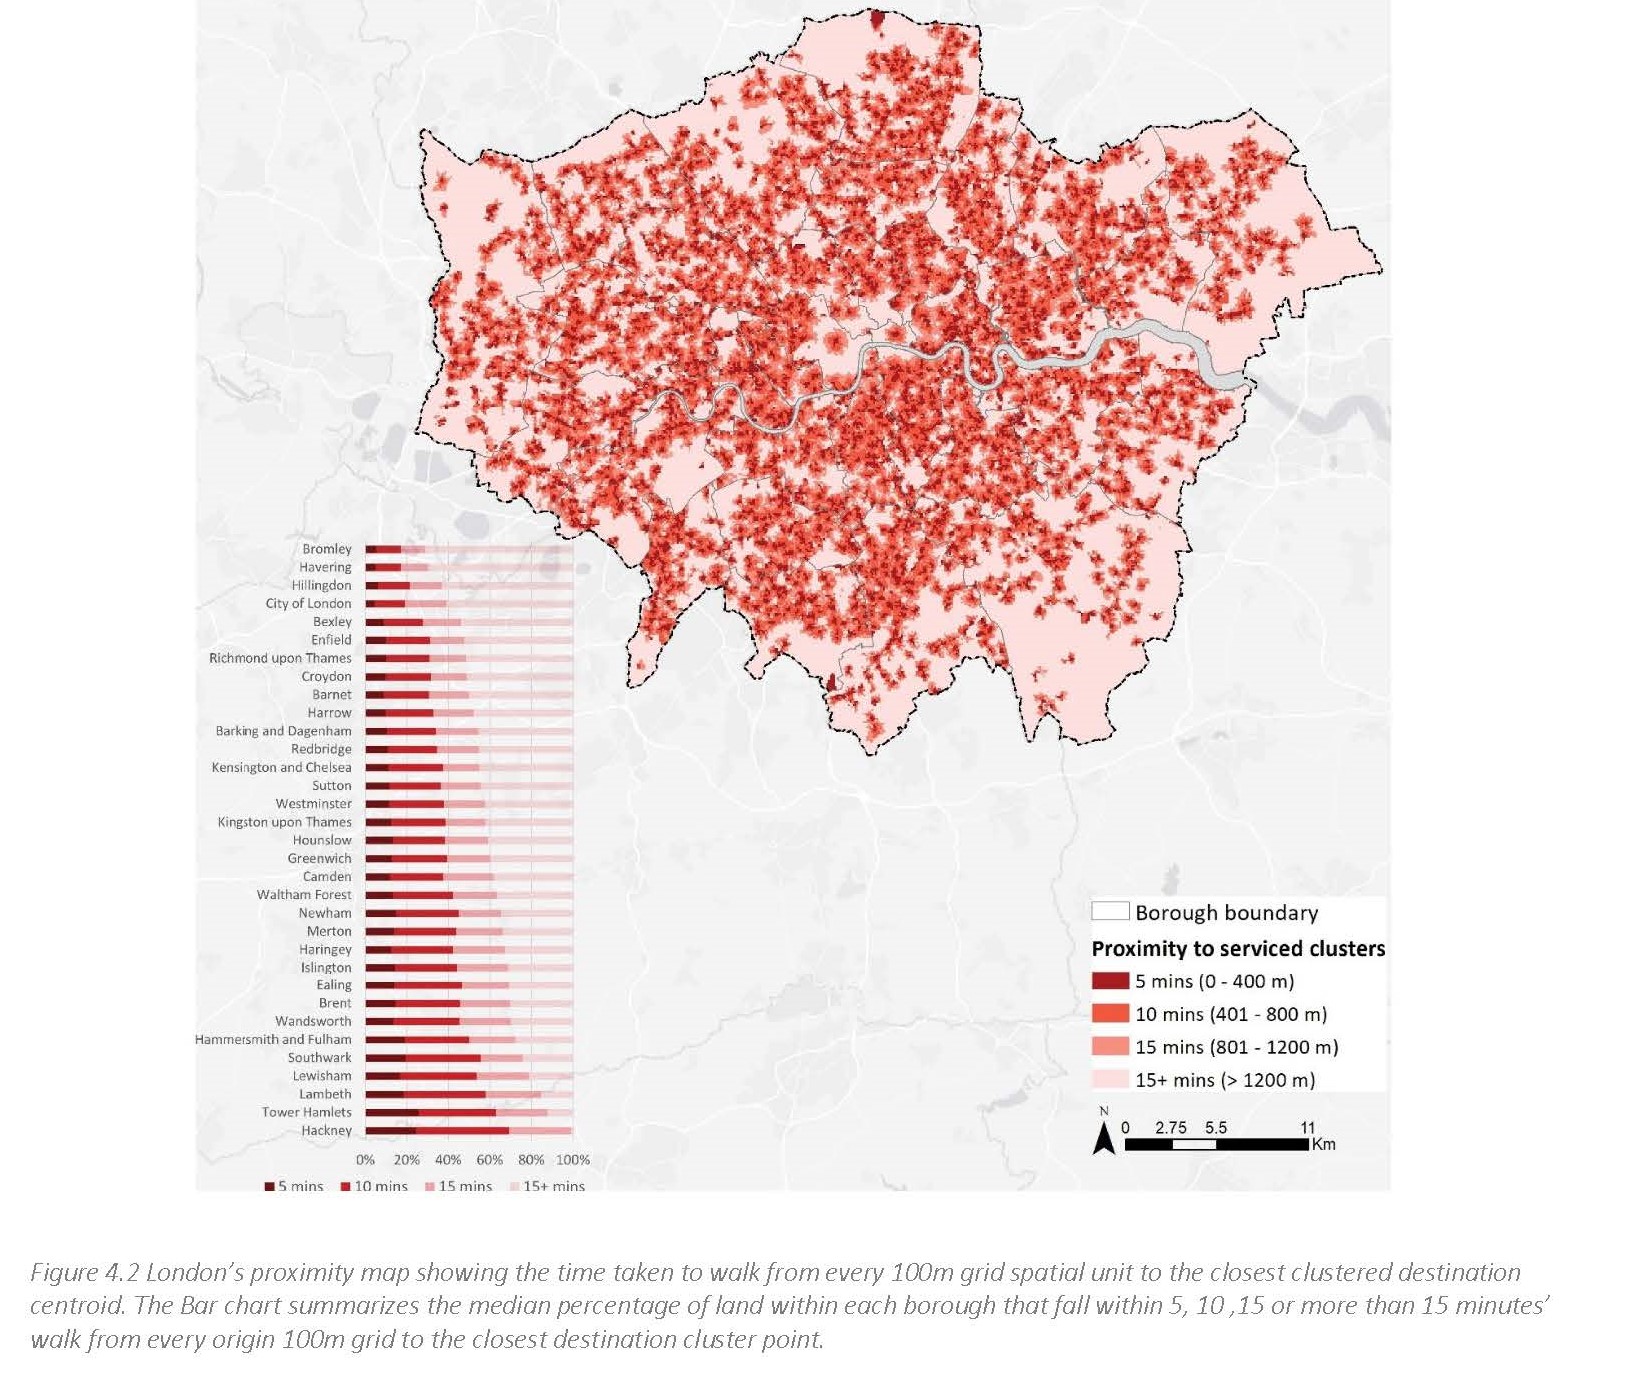 Bromley
Havering
Hillingdon
City of London
Bexley
Enfield
Richmond upon Thames
Croydon
Barnet
Harrow
Barking and Dagenham
Redbridge
Kensington and Chelsea
Sutton
Westminster
Kingston upon Thames
Hounslow
Greenwich
Camden
Waltham Forest
Newham
Merton
Haringey
Islington
Ealing
Brent
Wandsworth
Hammersmith and Fulham
Southwark
Lewisham
Lambeth
Tower Hamlets
Hackney
0% 20% 40% 60% 80% 100%
5 mins 10 mins 15 mins 15+ mins
Borough boundary
Proximity to serviced clusters
5 mins (0 - 400 m)
10 mins (401 - 800 m)
15 mins (801 - 1200 m)
15+ mins (> 1200 m)
N
0 2.75 5.5 11
Km
Figure 4.2 London’s proximity map showing the time taken to walk from every 100m grid spatial unit to the closest clustered destination
centroid. The Bar chart summarizes the median percentage of land within each borough that fall within 5, 10 ,15 or more than 15 minutes’
walk from every origin 100m grid to the closest destination cluster point.